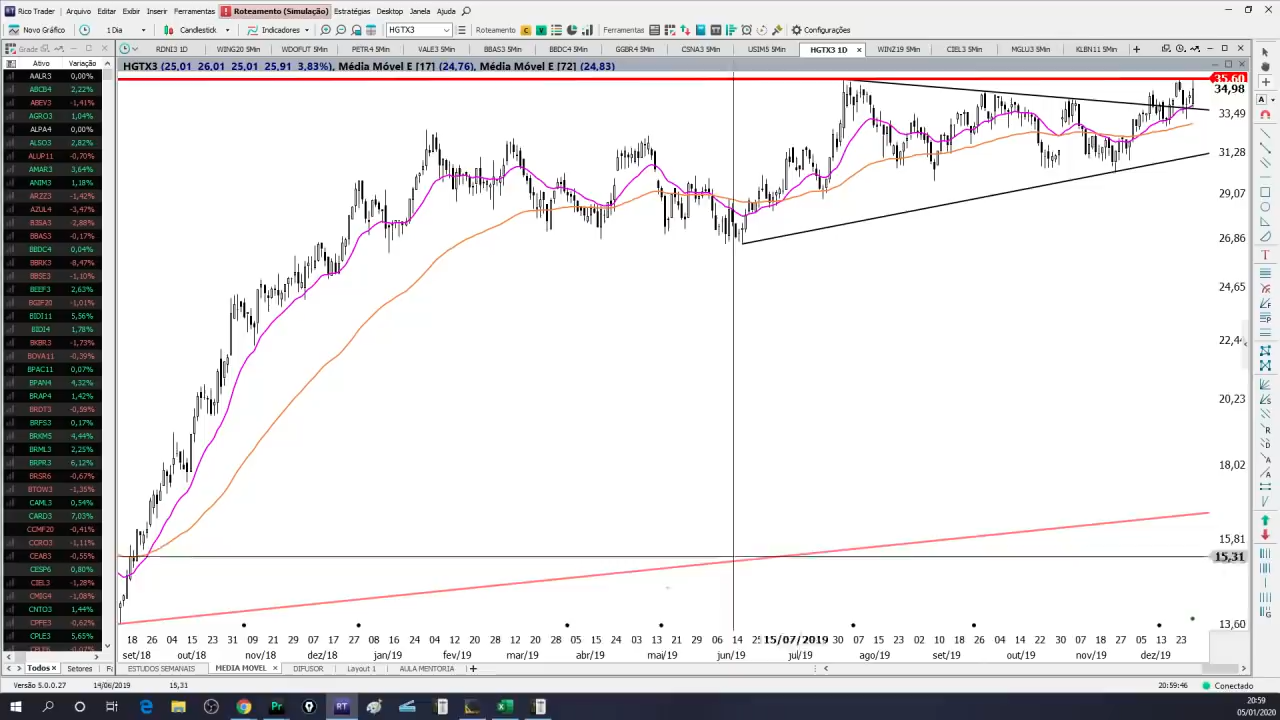 Rico Trader Arquivo Editar Exibir Inserir Ferramentas Roteamento (Simulação) Estratégias Desktop Janela Ajuda
Novo Gráfico 1 Dia Candlestick Indicadores HGTX3 Roteamento Ferramentas Configurações
Grade RDNI3 1D WING20 5Min WDOFUT 5Min PETR4 5Min VALE3 5Min BBAS3 5Min BBDC4 5Min GGBR4 5Min CSNA3 5Min USIM5 5Min HGTX3 1D WINZ19 5Min CIEL3 5Min MGLU3 5Min KLBN11 5Min
Ativo Variação
HGTX3 (25,01 26,01 25,01 25,91 3,83%), Média Móvel E [17] (24,76), Média Móvel E [72] (24,83)
AALR3 0,00%
ABCB4 2,22%
ABEV3 -1,41%
AGRO3 1,04%
ALPA4 0,00%
ALSO3 2,82%
ALUP11 -0,70%
AMAR3 3,64%
ANIM3 1,18%
ARZZ3 -1,42%
AZUL4 -3,47%
B3SA3 -2,88%
BBAS3 -0,17%
BBDC4 0,04%
BBRK3 -8,47%
BBSE3 -1,10%
BEEF3 2,63%
BGIF20 -1,01%
BIDI11 5,56%
BIDI4 1,78%
BKBR3 -1,73%
BOVA11 -0,39%
BPAC11 0,07%
BPAN4 4,32%
BRAP4 1,42%
BRDT3 -0,59%
BRFS3 0,17%
BRKM5 4,44%
BRML3 2,25%
BRPR3 6,12%
BRSR6 -0,67%
BTOW3 -1,35%
CAML3 0,54%
CARD3 7,03%
CCMF20 -0,41%
CCRO3 -1,11%
CEAB3 -0,55%
CESP6 0,80%
CIEL3 -1,28%
CMIG4 -1,08%
CNTO3 1,44%
CPFE3 -0,62%
CPLE3 5,65%
35,60
34,98
33,49
31,28
29,07
26,86
24,65
20,23
18,02
15,81
15,31
13,60
18 26 04 15 23 31 09 21 29 07 08 16 24 04 12 20 28 08 18 26 03 15 25 06 14 21 29 06 14 15/07/2019 30 07 15 23 02 10 18 26 04 14 22 30 07 18 27 05 13 23
set/18 out/18 nov/18 dez/18 jan/19 fev/19 mar/19 abr/19 mai/19 jun/19 jul/19 ago/19 set/19 out/19 nov/19 dez/19
Todos Setores ESTUDOS SEMANAIS MEDIA MOVEL DIFUSOR Layout 1 AULA MENTORIA
Versão 5.0.0.27 14/06/2019 15,31 20:59:46 Conectado
20:59
05/01/2020